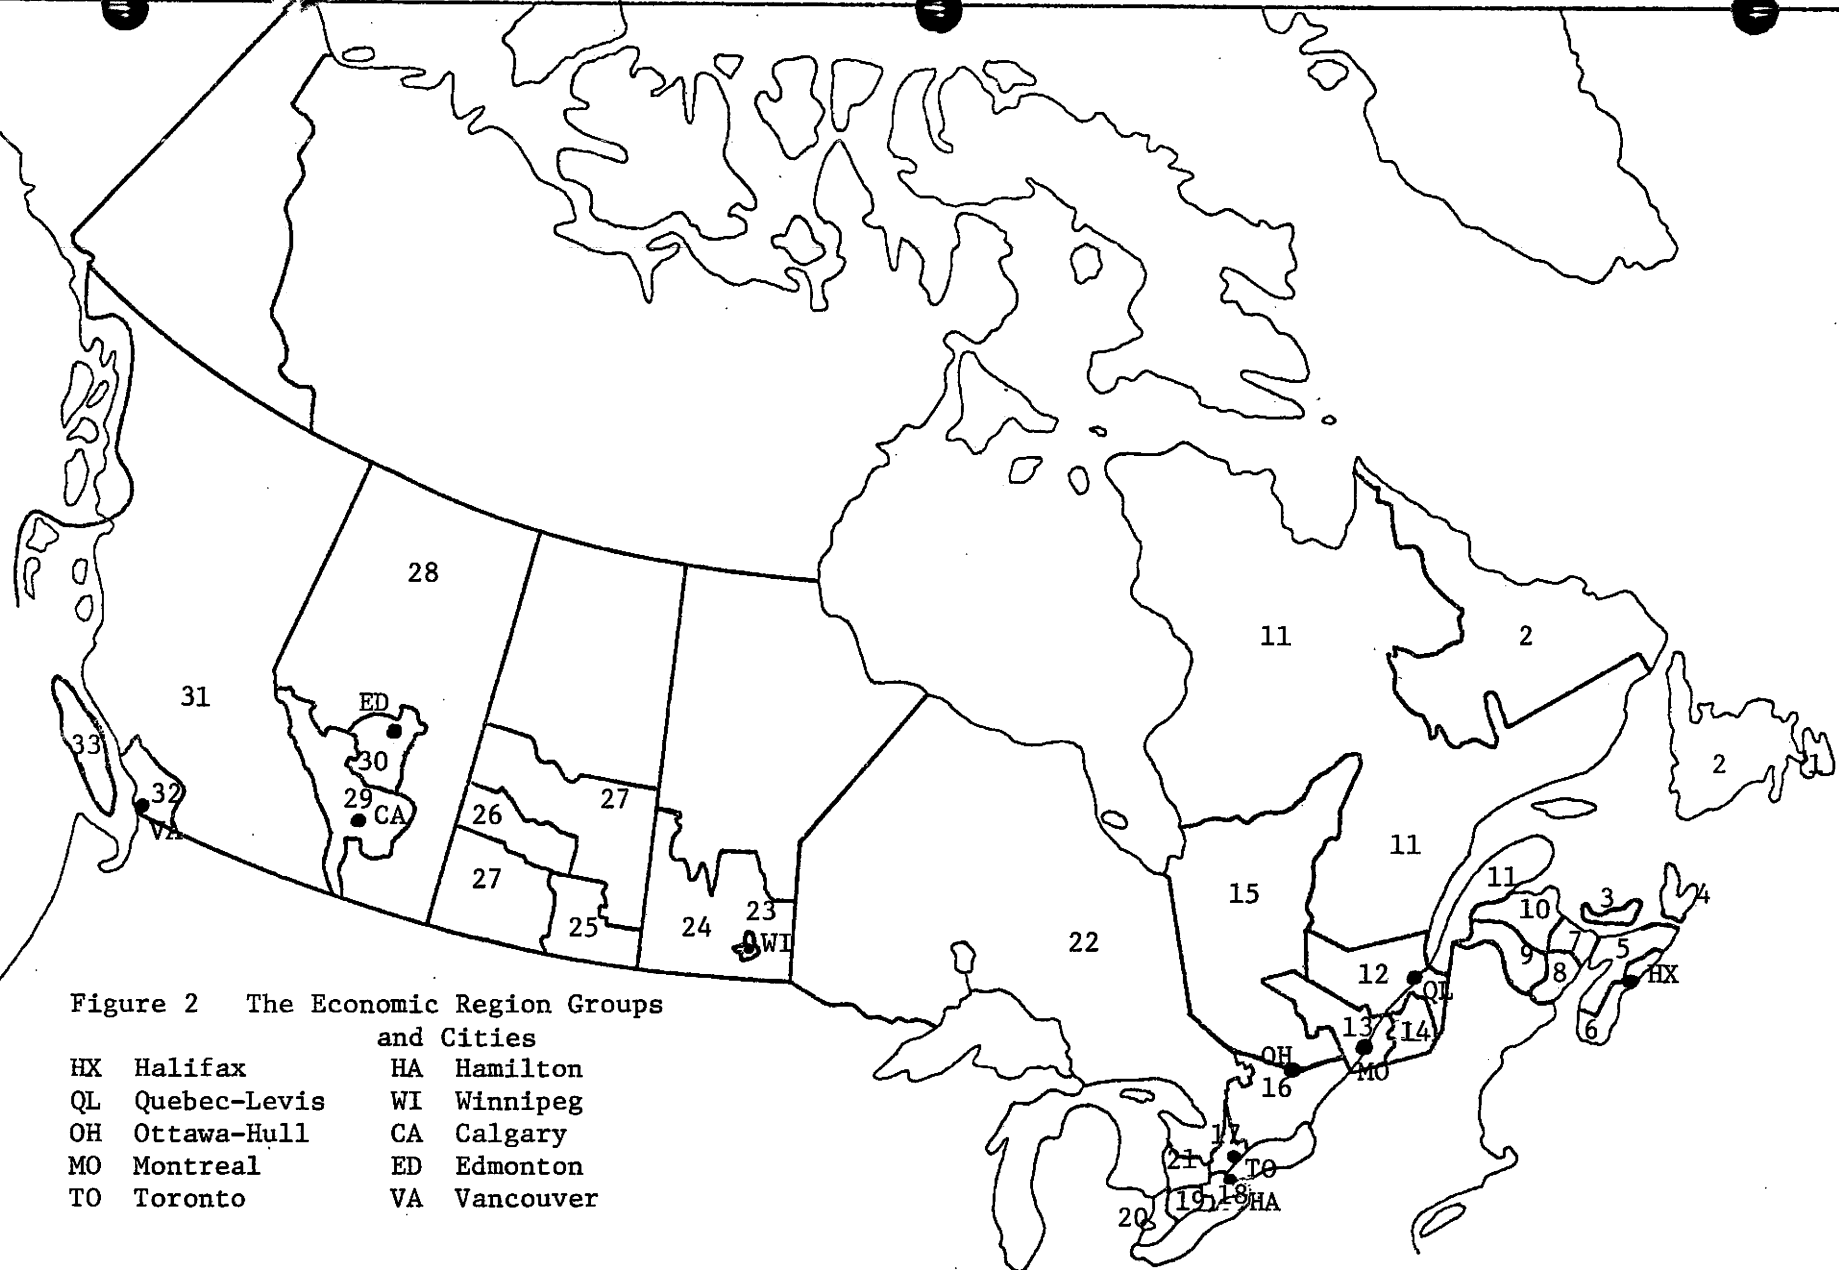 28
11
2
31
ED
33
30
2
1
32
29
CA
27
26
VA
11
27
11
15
3
4
10
23
25
24
WI
22
7
5
9
8
12
HX
QL
6
13
14
OH
MO
16
17
21
TO
19
18
HA
20
Figure 2 The Economic Region Groups
and Cities
HX Halifax HA Hamilton
QL Quebec-Levis WI Winnipeg
OH Ottawa-Hull CA Calgary
MO Montreal ED Edmonton
TO Toronto VA Vancouver